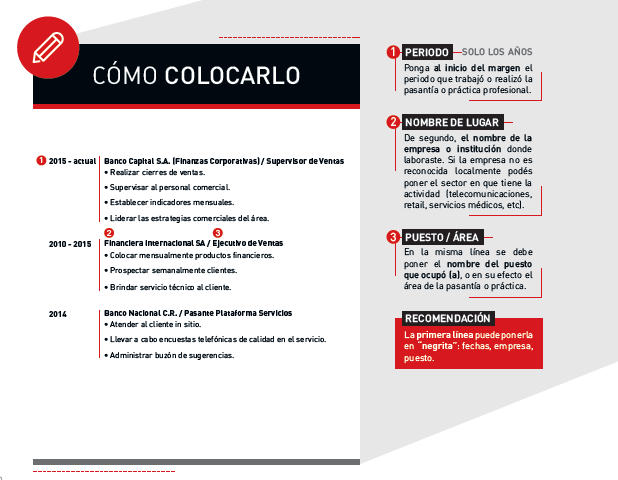 CÓMO COLOCARLO
1 2015 - actual Banco Capital S.A. (Finanzas Corporativas) / Supervisor de Ventas
• Realizar cierres de ventas.
• Supervisar al personal comercial.
• Establecer indicadores mensuales.
• Liderar las estrategias comerciales del área.
2 3
2010 - 2015 Financiera Internacional SA / Ejecutivo de Ventas
• Colocar mensualmente productos financieros.
• Prospectar semanalmente clientes.
• Brindar servicio técnico al cliente.
2014 Banco Nacional C.R. / Pasante Plataforma Servicios
• Atender al cliente in sitio.
• Llevar a cabo encuestas telefónicas de calidad en el servicio.
• Administrar buzón de sugerencias.
1 PERIODO SOLO LOS AÑOS
Ponga al inicio del margen el
periodo que trabajó o realizó la
pasantía o práctica profesional.
2 NOMBRE DE LUGAR
De segundo, el nombre de la
empresa o institución donde
laboraste. Si la empresa no es
reconocida localmente podés
poner el sector en que tiene la
actividad (telecomunicaciones,
retail, servicios médicos, etc).
3 PUESTO / ÁREA
En la misma línea se debe
poner el nombre del puesto
que ocupó (a), o en su efecto el
área de la pasantía o práctica.
RECOMENDACIÓN
La primera línea puede ponerla
en “negrita”: fechas, empresa,
puesto.